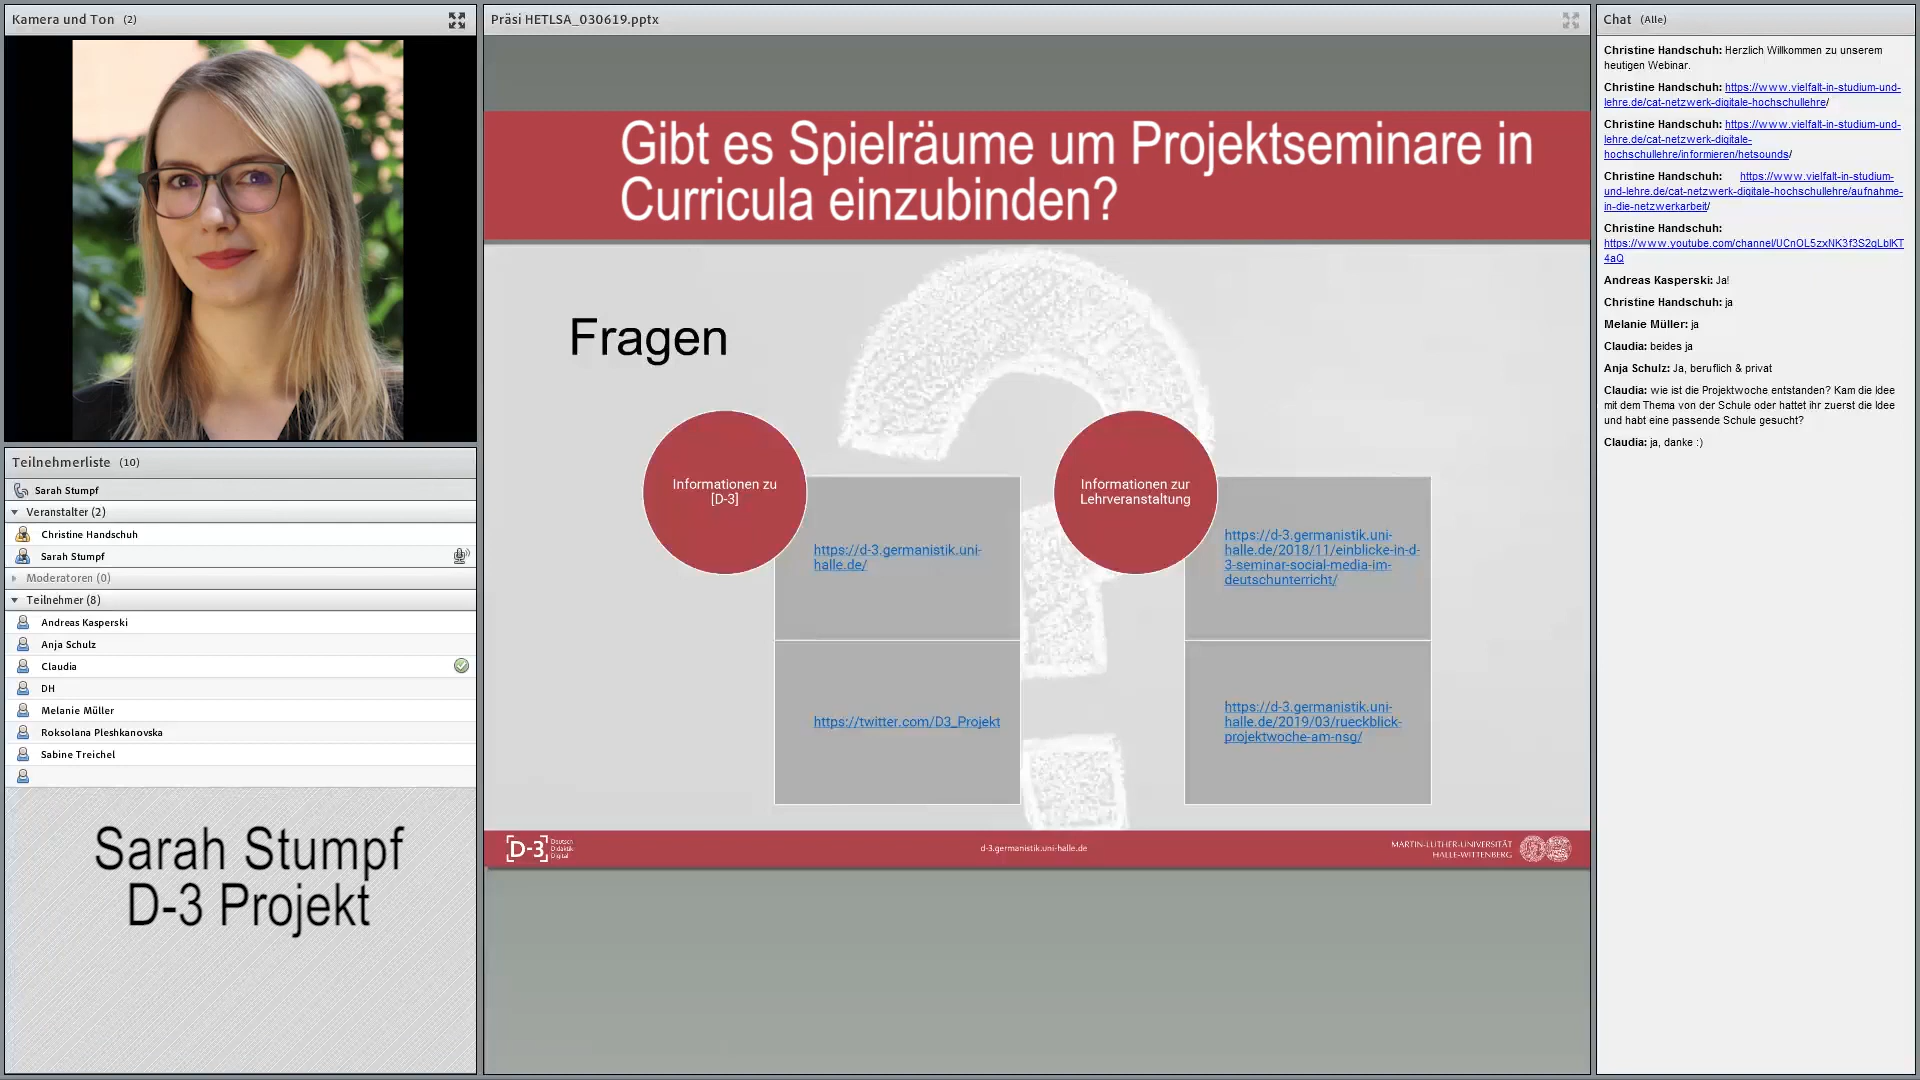 Kamera und Ton (2)
Sarah Stumpf
D-3 Projekt
Teilnehmerliste (10)
Sarah Stumpf
Veranstalter (2)
Christine Handschuh
Sarah Stumpf
Moderatoren (0)
Teilnehmer (8)
Andreas Kasperski
Anja Schulz
Claudia
DH
Melanie Müller
Roksolana Pleshkanovska
Sabine Treichel
Präsi HETLSA_030619.pptx
Gibt es Spielräume um Projektseminare in
Curricula einzubinden?
Fragen
Informationen zu
[D-3]
https://d-3.germanistik.uni-
halle.de/
https://twitter.com/D3_Projekt
Informationen zur
Lehrveranstaltung
https://d-3.germanistik.uni-
halle.de/2018/11/einblicke-in-d-
3-seminar-social-media-im-
deutschunterricht/
https://d-3.germanistik.uni-
halle.de/2019/03/rueckblick-
projektwoche-am-nsg/
[D-3]
Deutsch
Didaktik
Digital
d-3.germanistik.uni-halle.de
MARTIN-LUTHER-UNIVERSITÄT
HALLE-WITTENBERG
Chat (Alle)
Christine Handschuh: Herzlich Willkommen zu unserem
heutigen Webinar.
Christine Handschuh: https://www.vielfalt-in-studium-und-
lehre.de/cat-netzwerk-digitale-hochschullehre/
Christine Handschuh: https://www.vielfalt-in-studium-und-
lehre.de/cat-netzwerk-digitale-
hochschullehre/informieren/hetsounds/
Christine Handschuh: https://www.vielfalt-in-studium-
und-lehre.de/cat-netzwerk-digitale-hochschullehre/aufnahme-
in-die-netzwerkarbeit/
Christine Handschuh:
https://www.youtube.com/channel/UCnOL5zxNK3f3S2gLblKT
4aQ
Andreas Kasperski: Ja!
Christine Handschuh: ja
Melanie Müller: ja
Claudia: beides ja
Anja Schulz: Ja, beruflich & privat
Claudia: wie ist die Projektwoche entstanden? Kam die Idee
mit dem Thema von der Schule oder hattet ihr zuerst die Idee
und habt eine passende Schule gesucht?
Claudia: ja, danke :)